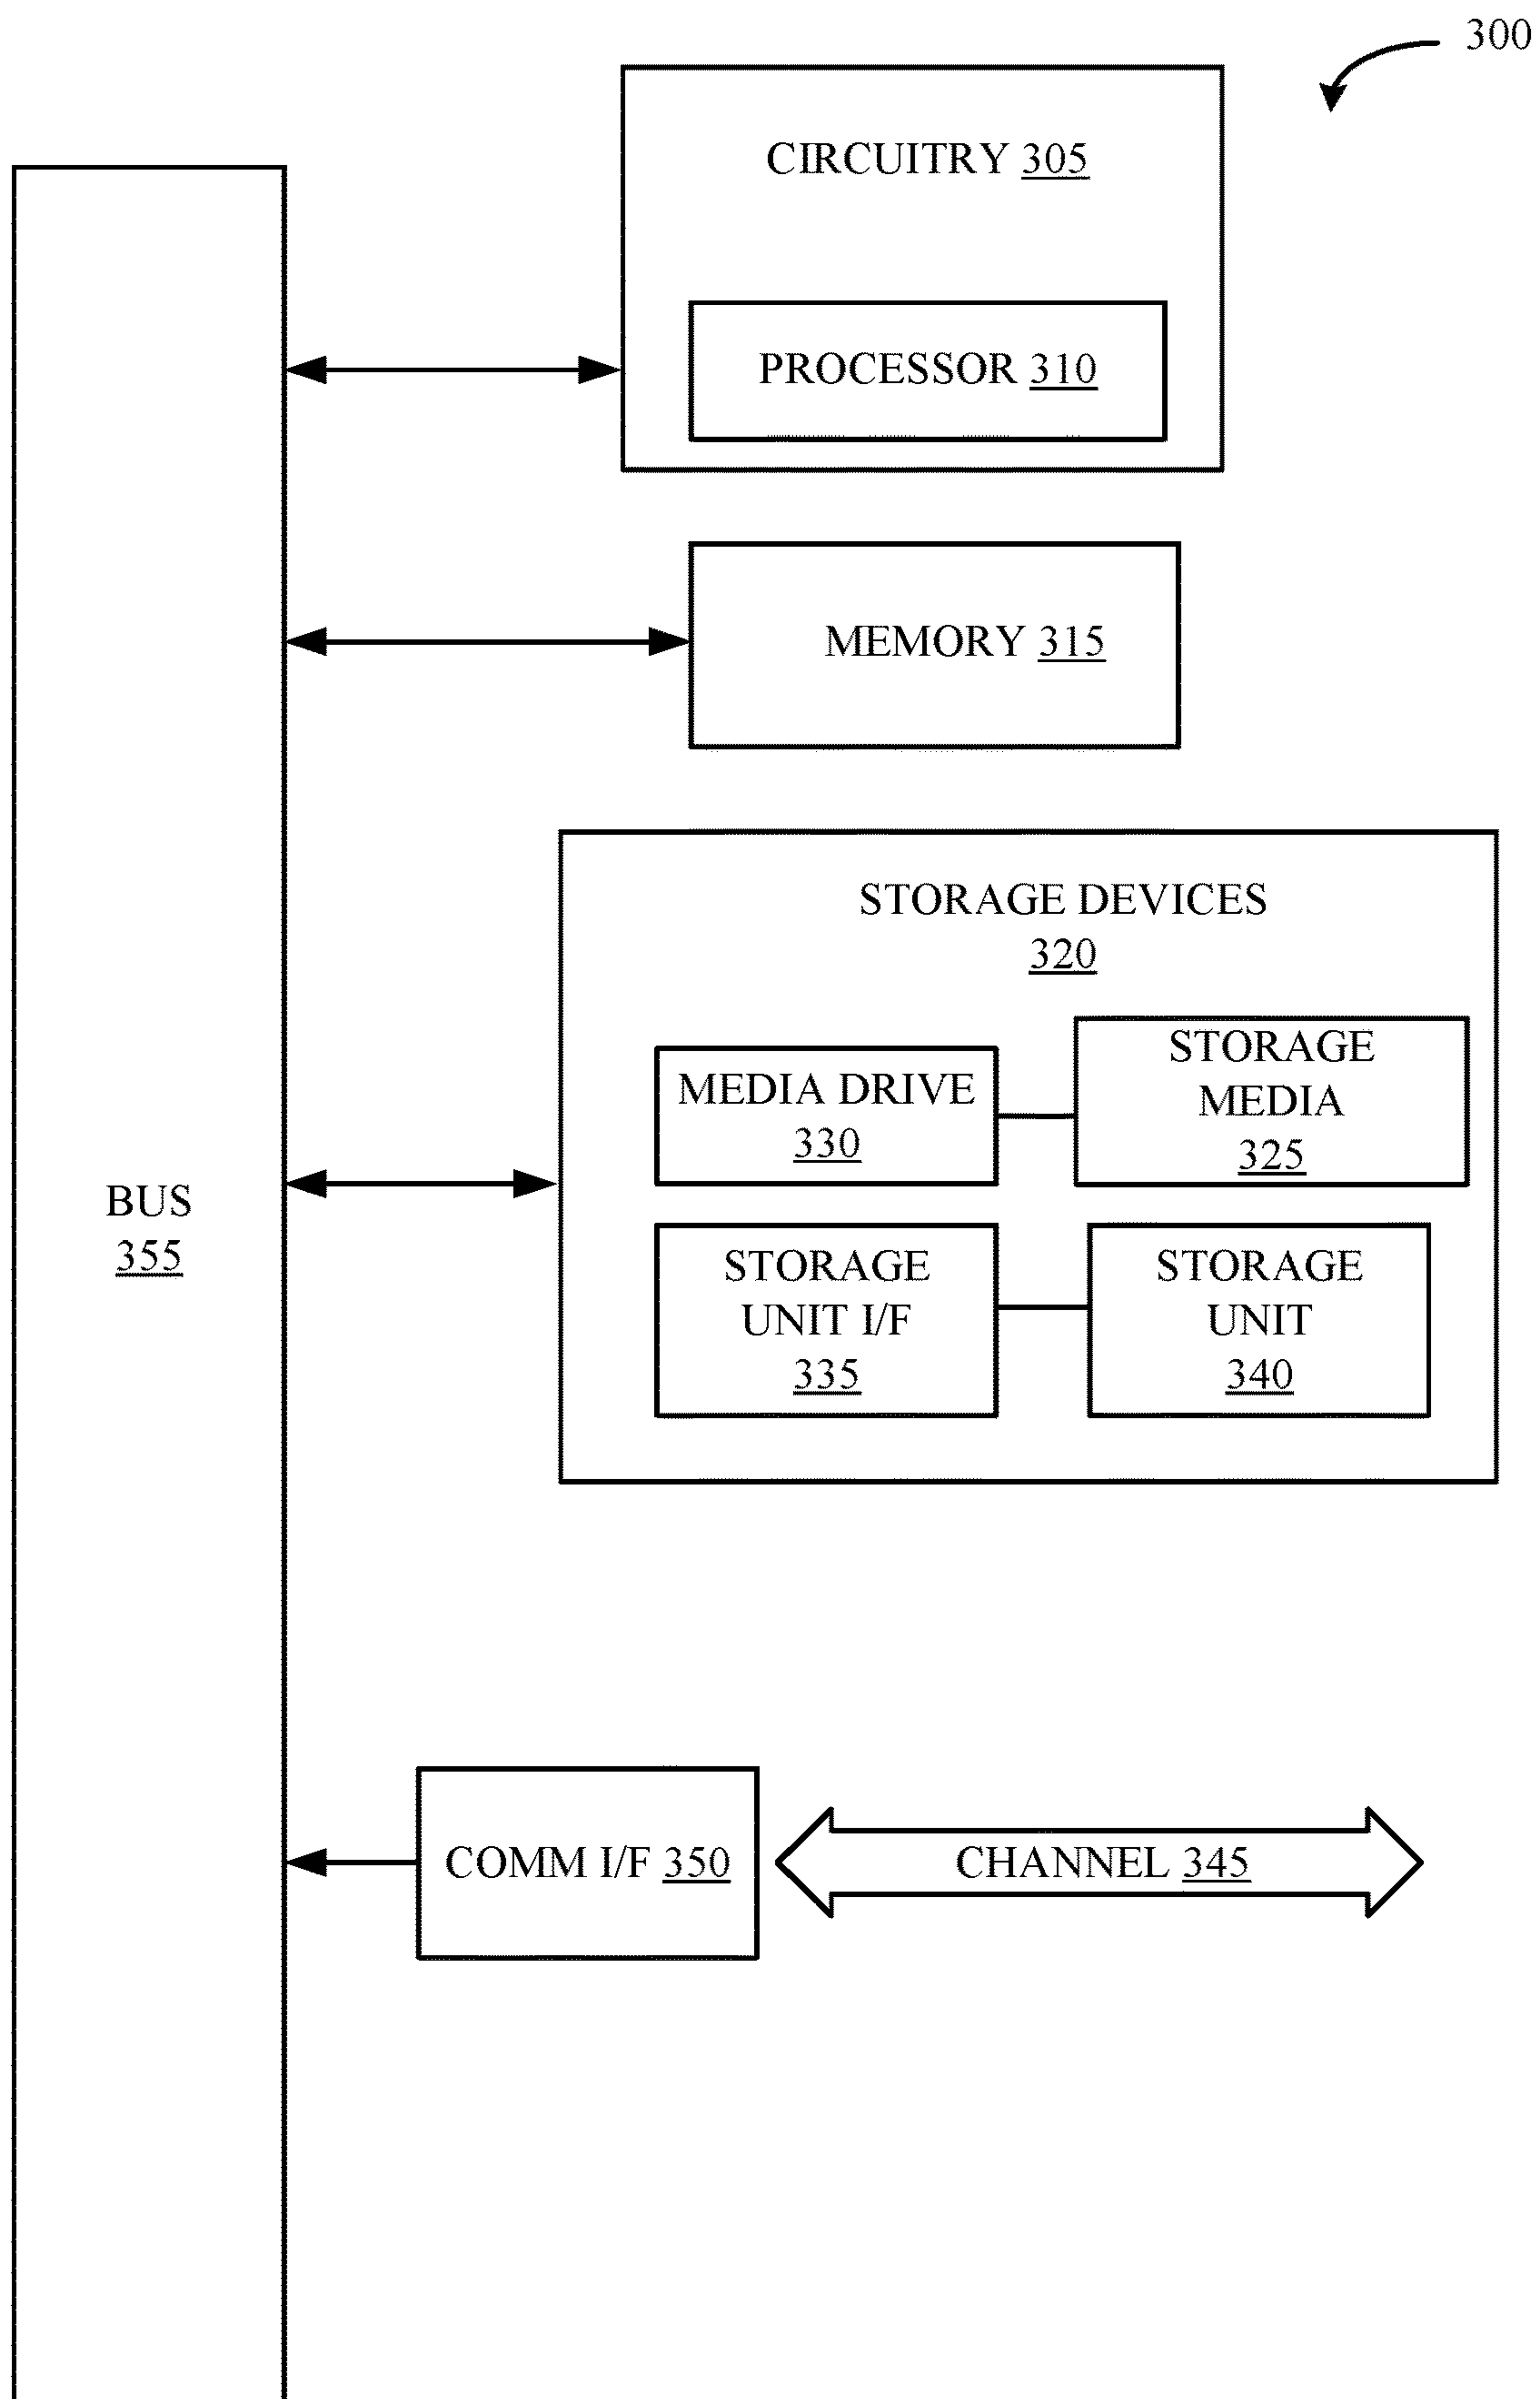 300
CIRCUITRY 305
PROCESSOR 310
MEMORY 315
STORAGE DEVICES
320
MEDIA DRIVE
330
STORAGE
MEDIA
325
STORAGE
UNIT I/F
335
STORAGE
UNIT
340
BUS
355
COMM I/F 350
CHANNEL 345